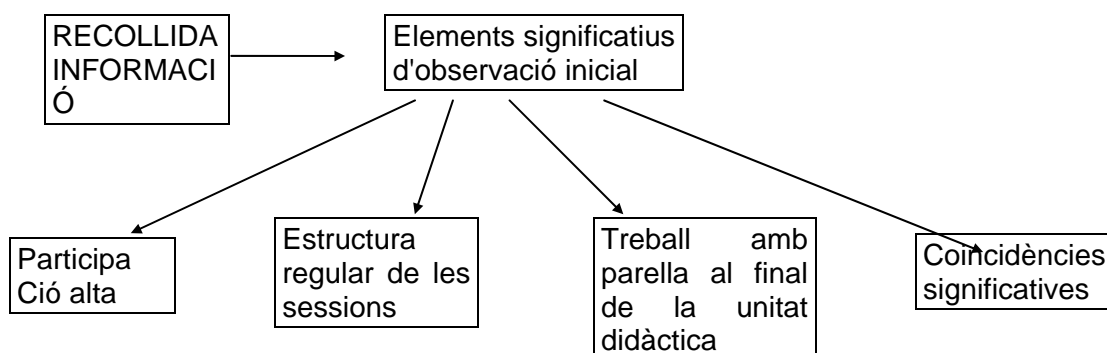 RECOLLIDA
INFORMACI
Ó
Elements significatius
d'observació inicial
Participa
Ció alta
Estructura
regular de les
sessions
Treball amb
parella al final
de la unitat
didàctica
Coincidències
significatives